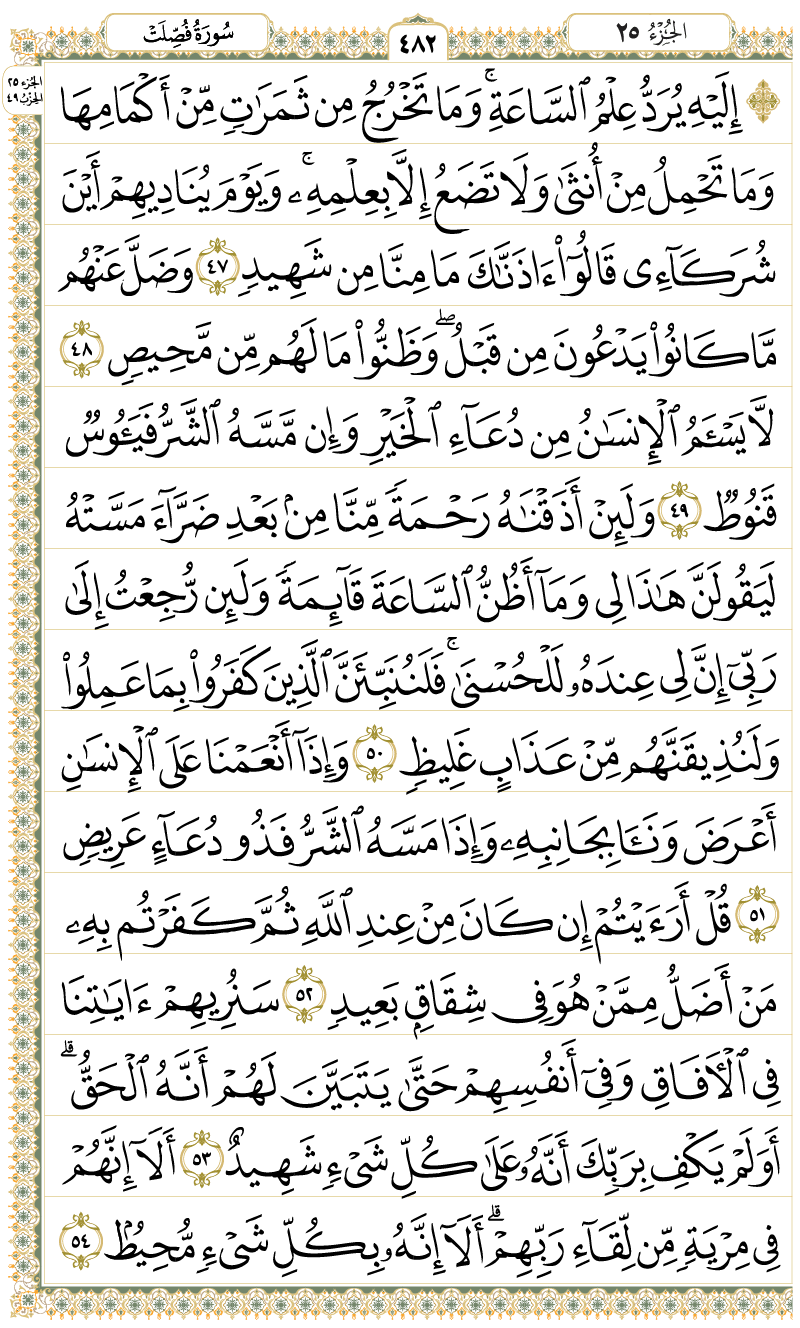 الجُزْءُ ٢٥
٤٨٢
سُورَةُ فُصِّلَتْ
الجزء ٢٥
الحزب ٤٩
۞ إِلَيْهِ يُرَدُّ عِلْمُ ٱلسَّاعَةِۚ وَمَا تَخْرُجُ مِن ثَمَرَٰتٖ مِّنْ أَكْمَامِهَا
وَمَا تَحْمِلُ مِنْ أُنثَىٰ وَلَا تَضَعُ إِلَّا بِعِلْمِهِۦۚ وَيَوْمَ يُنَادِيهِمْ أَيْنَ
شُرَكَآءِي قَالُوٓاْ ءَاذَنَّٰكَ مَا مِنَّا مِن شَهِيدٖ ٤٧ وَضَلَّ عَنْهُم
مَّا كَانُواْ يَدْعُونَ مِن قَبْلُۖ وَظَنُّواْ مَا لَهُم مِّن مَّحِيصٖ ٤٨
لَّا يَسْـَٔمُ ٱلْإِنسَٰنُ مِن دُعَآءِ ٱلْخَيْرِ وَإِن مَّسَّهُ ٱلشَّرُّ فَيَـُٔوسٞ
قَنُوطٞ ٤٩ وَلَئِنْ أَذَقْنَٰهُ رَحْمَةٗ مِّنَّا مِنۢ بَعْدِ ضَرَّآءَ مَسَّتْهُ
لَيَقُولَنَّ هَٰذَا لِي وَمَآ أَظُنُّ ٱلسَّاعَةَ قَآئِمَةٗ وَلَئِن رُّجِعْتُ إِلَىٰ
رَبِّيٓ إِنَّ لِي عِندَهُۥ لَلْحُسْنَىٰۚ فَلَنُنَبِّئَنَّ ٱلَّذِينَ كَفَرُواْ بِمَا عَمِلُواْ
وَلَنُذِيقَنَّهُم مِّنْ عَذَابٍ غَلِيظٖ ٥٠ وَإِذَآ أَنْعَمْنَا عَلَى ٱلْإِنسَٰنِ
أَعْرَضَ وَنَـَٔا بِجَانِبِهِۦ وَإِذَا مَسَّهُ ٱلشَّرُّ فَذُو دُعَآءٍ عَرِيضٖ
٥١ قُلْ أَرَءَيْتُمْ إِن كَانَ مِنْ عِندِ ٱللَّهِ ثُمَّ كَفَرْتُم بِهِۦ
مَنْ أَضَلُّ مِمَّنْ هُوَ فِي شِقَاقِۭ بَعِيدٖ ٥٢ سَنُرِيهِمْ ءَايَٰتِنَا
فِي ٱلْأٓفَاقِ وَفِيٓ أَنفُسِهِمْ حَتَّىٰ يَتَبَيَّنَ لَهُمْ أَنَّهُ ٱلْحَقُّۗ
أَوَلَمْ يَكْفِ بِرَبِّكَ أَنَّهُۥ عَلَىٰ كُلِّ شَيْءٖ شَهِيدٌ ٥٣ أَلَآ إِنَّهُمْ
فِي مِرْيَةٖ مِّن لِّقَآءِ رَبِّهِمْۗ أَلَآ إِنَّهُۥ بِكُلِّ شَيْءٖ مُّحِيطُۢ ٥٤